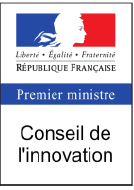 Liberté • Égalité • Fraternité
RÉPUBLIQUE FRANÇAISE
Premier ministre
Conseil de
l'innovation